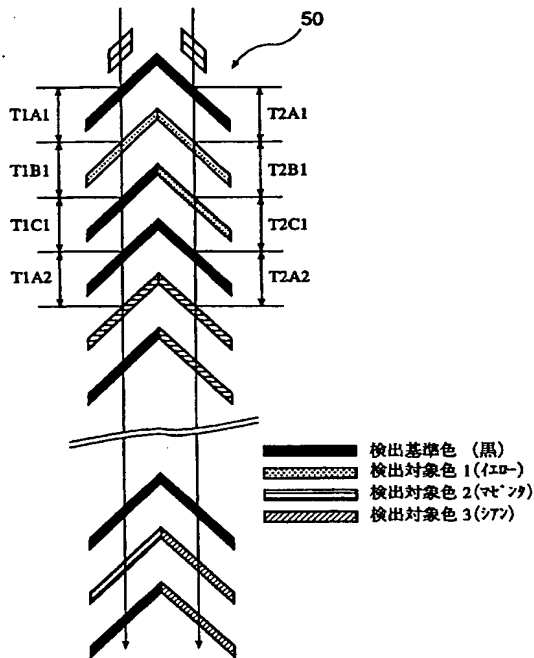 50
T1A1
T2A1
T1B1
T2B1
T1C1
T2C1
T1A2
T2A2
検出基準色 (黒)
検出対象色 1(イエロー)
検出対象色 2(マゼンタ)
検出対象色 3(シアン)